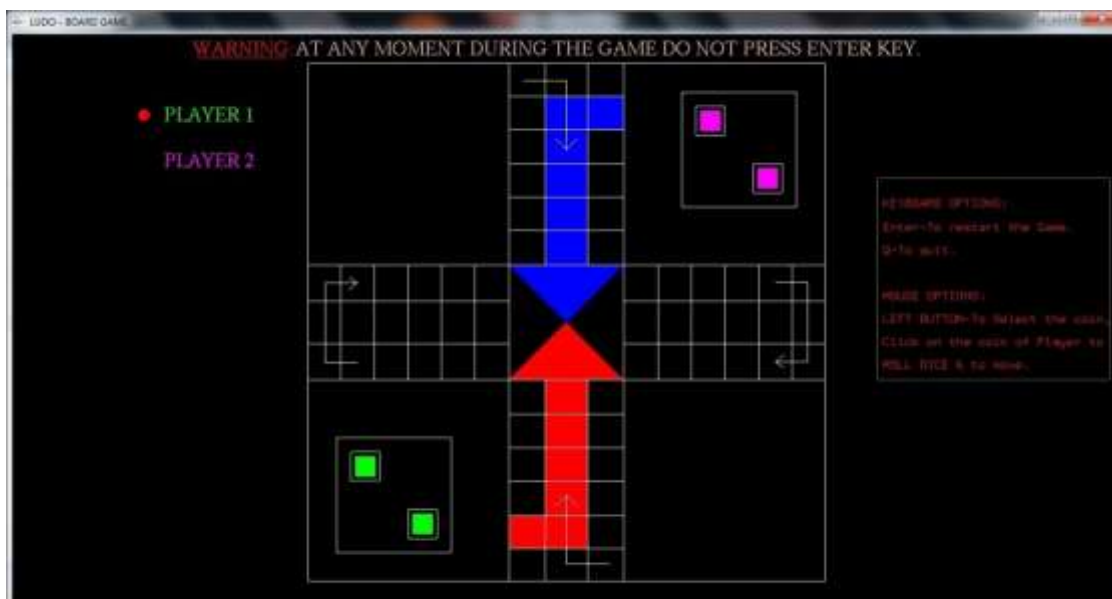 LUDO - BOARD GAME
WARNING: AT ANY MOMENT DURING THE GAME DO NOT PRESS ENTER KEY.
PLAYER 1
PLAYER 2
KEYBOARD OPTIONS:
Enter-To restart the Game.
Q-To quit.
MOUSE OPTIONS:
LEFT BUTTON-To Select the coin.
Click on the coin of Player to
ROLL DICE & to move.